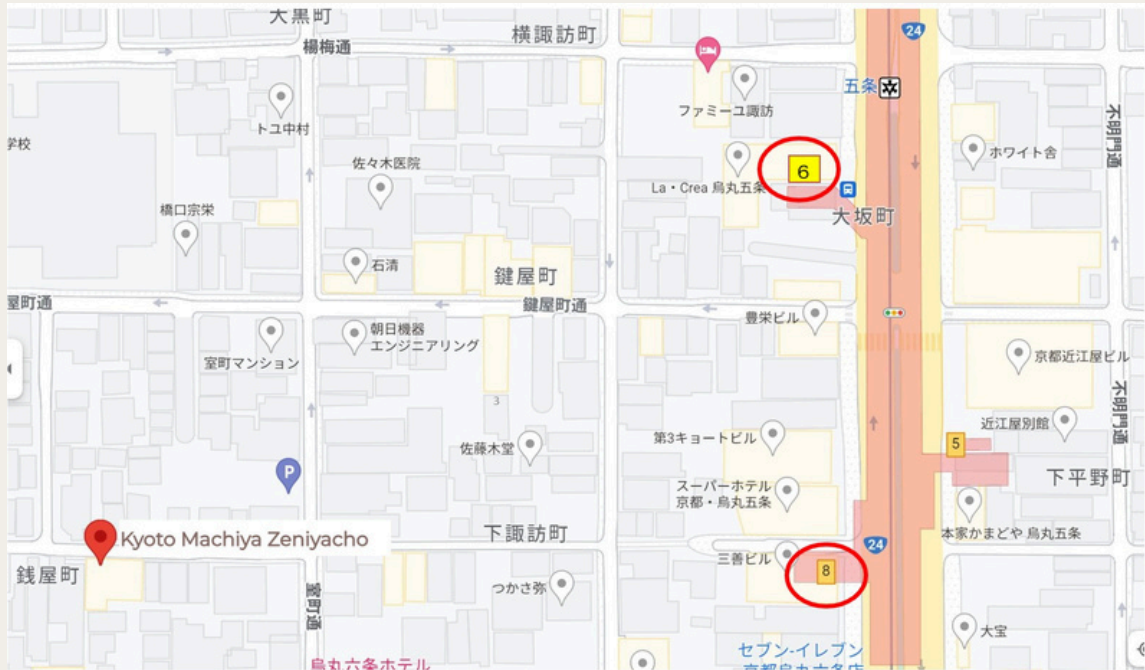 大黒町
楊梅通
横諏訪町
24
五条
不明門通
トユ中村
ファミーユ諏訪
学校
佐々木医院
La・Crea 烏丸五条
6
ホワイト舎
橋口宗栄
大坂町
石清
鍵屋町
屋町通
鍵屋町通
豊栄ビル
朝日機器
エンジニアリング
室町マンション
京都近江屋ビル
3
不明門通
近江屋別館
第3キョートビル
5
佐藤木堂
P
スーパーホテル
京都・烏丸五条
下平野町
Kyoto Machiya Zeniyacho
下諏訪町
24
本家かまどや 烏丸五条
三善ビル
8
銭屋町
つかさ弥
室町通
大宝
烏丸六条ホテル
セブン-イレブン
京都烏丸六条店